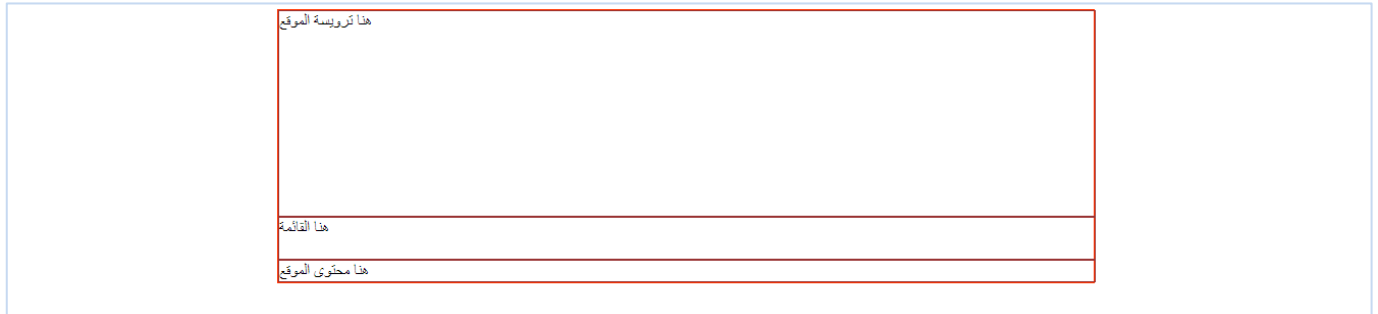 هنا ترويسة الموقع
هنا القائمة
هنا محتوى الموقع